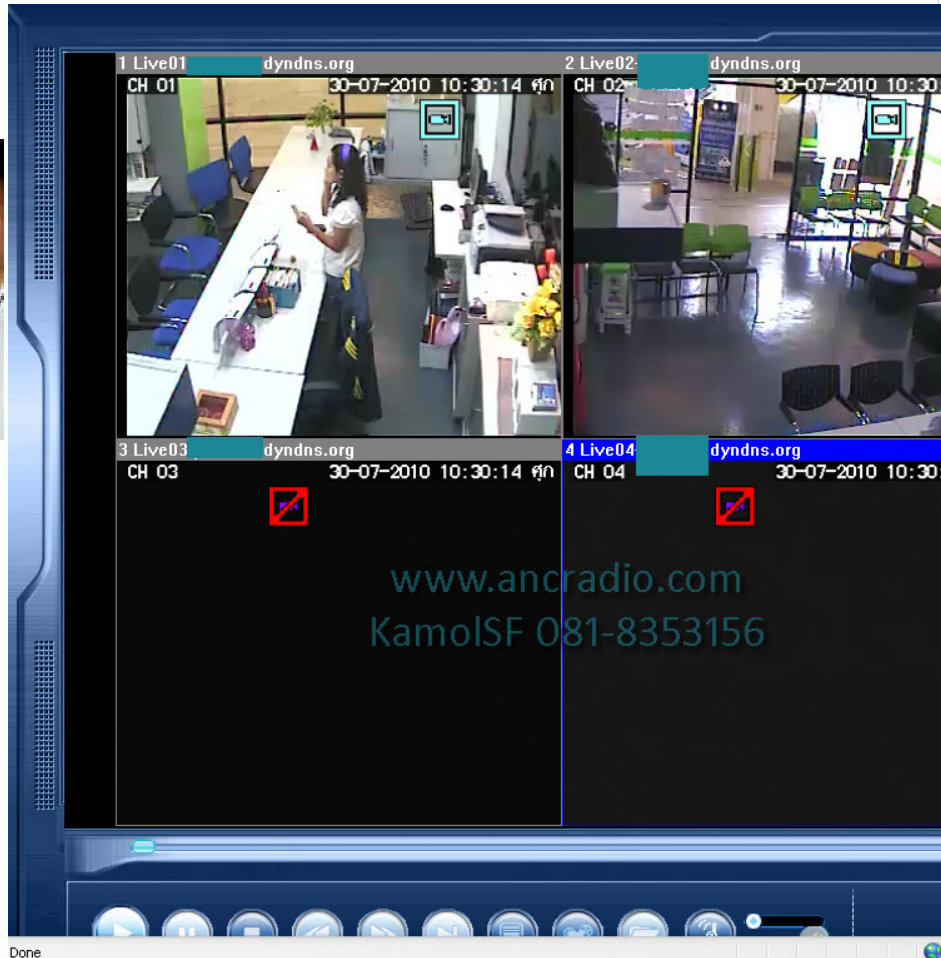 1 Live01 dyndns.org
2 Live02- dyndns.org
CH 01 30-07-2010 10:30:14 ศุก
CH 02 30-07-2010 10:30:
3 Live03 dyndns.org
4 Live04- dyndns.org
CH 03 30-07-2010 10:30:14 ศุก
CH 04 30-07-2010 10:30:
www.ancradio.com
KamolSF 081-8353156
Done